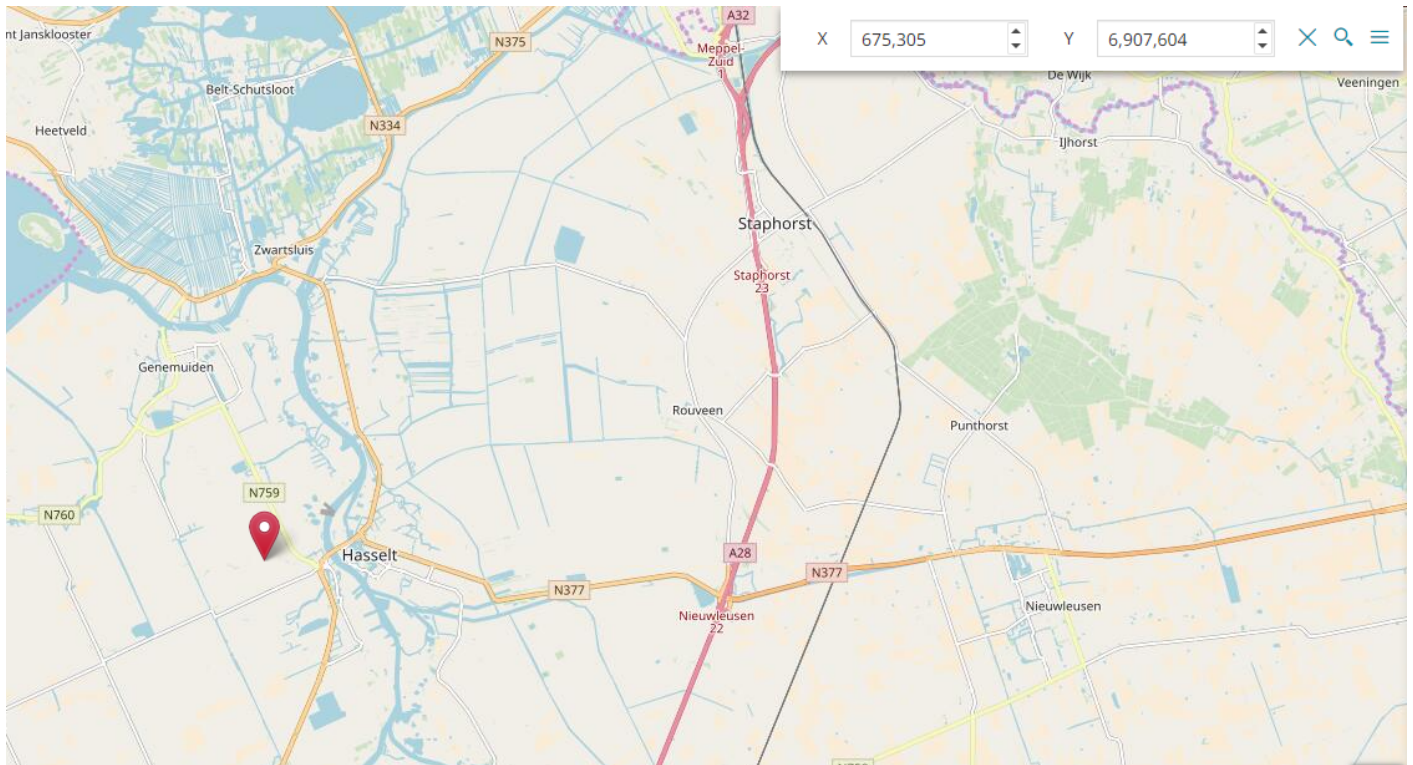 nt Jansklooster
N375
A32
Meppel-
Zuid
1
X 675,305 Y 6,907,604
De Wijk
Veeningen
Belt-Schutsloot
Heetveld
N334
IJhorst
Staphorst
Zwartsluis
Staphorst
23
Genemuiden
Rouveen
Punthorst
N759
N760
Hasselt
A28
N377
N377
Nieuwleusen
22
Nieuwleusen